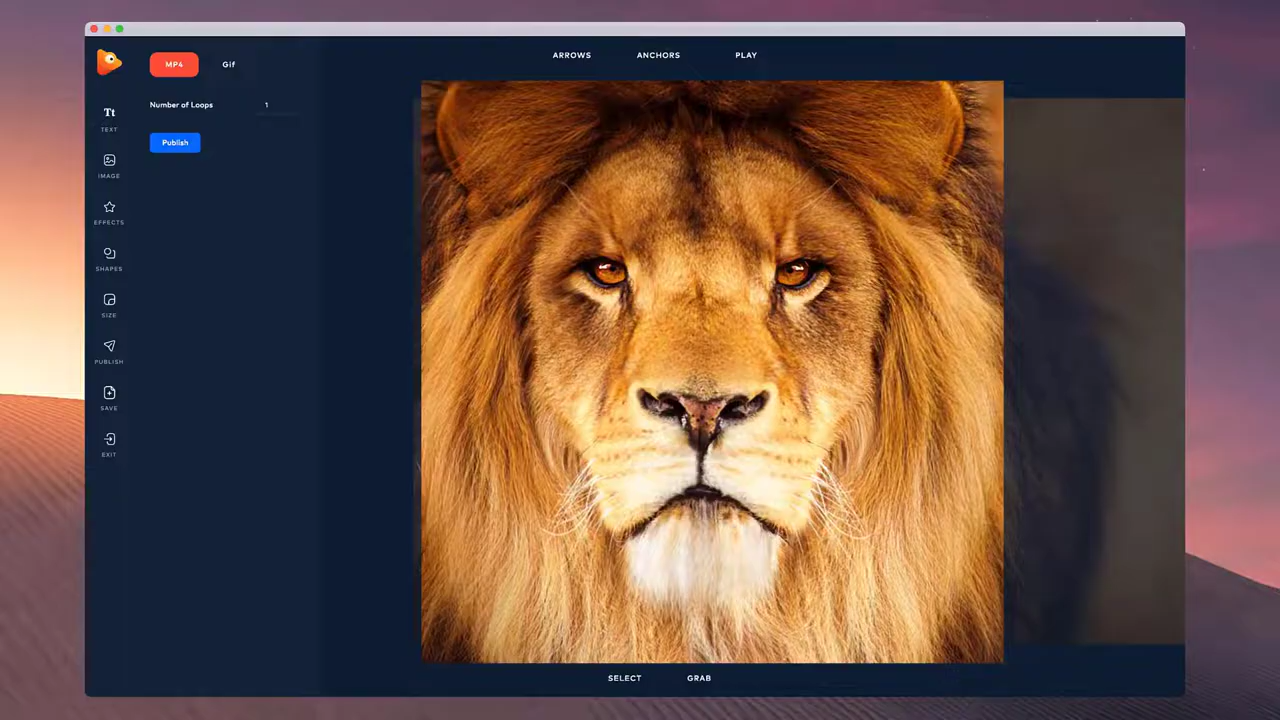 MP4
Gif
Number of Loops 1
Publish
Tt
TEXT
IMAGE
EFFECTS
SHAPES
SIZE
PUBLISH
SAVE
EXIT
ARROWS ANCHORS PLAY
SELECT GRAB